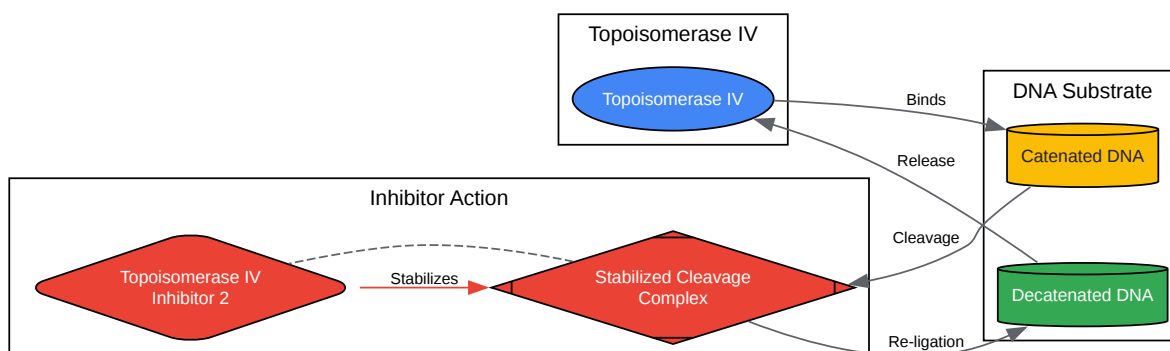 Topoisomerase IV
Topoisomerase IV
Binds
DNA Substrate
Catenated DNA
Release
Inhibitor Action
Cleavage
Topoisomerase IV
Inhibitor 2
Stabilizes
Stabilized Cleavage
Complex
Decatenated DNA
Re-ligation